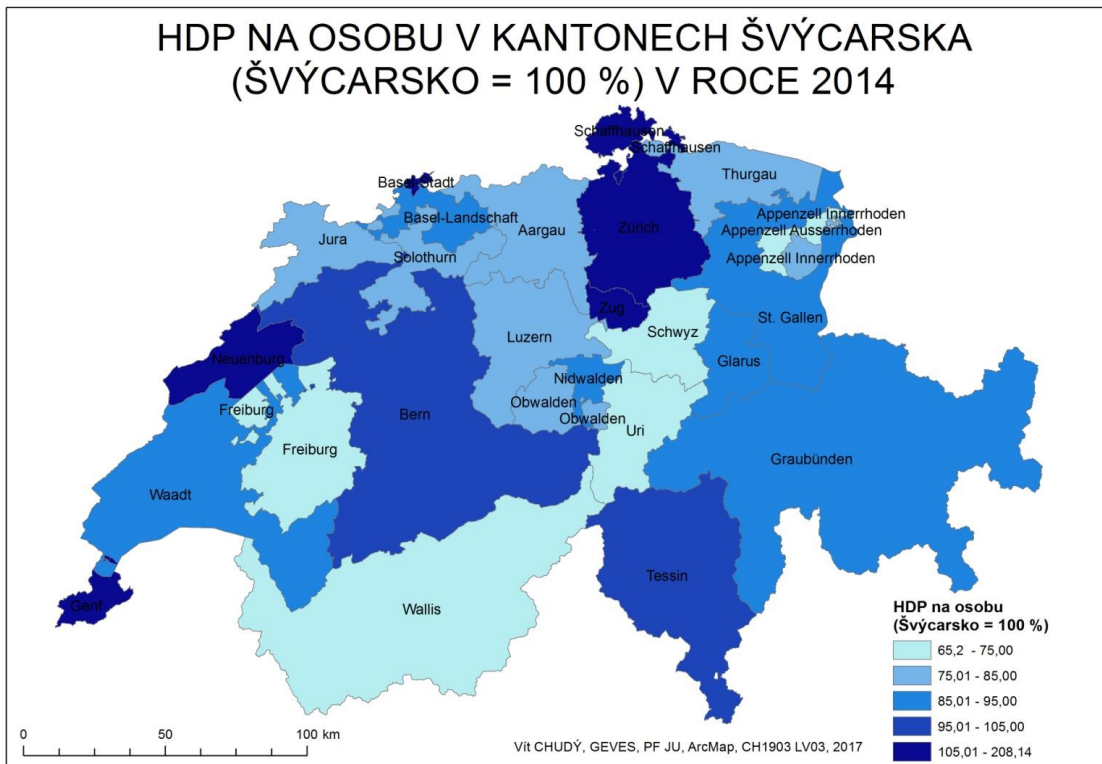 HDP NA OSOBU V KANTONECH ŠVÝCARSKA
(ŠVÝCARSKO = 100 %) V ROCE 2014
Schaffhausen
Schaffhausen
Thurgau
Basel-Stadt
Basel-Landschaft
Appenzell Innerrhoden
Appenzell Ausserrhoden
Appenzell Innerrhoden
Jura
Solothurn
Aargau
Zürich
Zug
St. Gallen
Luzern
Schwyz
Glarus
Neuenburg
Nidwalden
Obwalden
Obwalden
Uri
Freiburg
Freiburg
Bern
Graubünden
Waadt
Tessin
Genf
Wallis
HDP na osobu
(Švýcarsko = 100 %)
65,2 - 75,00
75,01 - 85,00
85,01 - 95,00
95,01 - 105,00
105,01 - 208,14
0 50 100 km
Vít CHUDÝ, GEVES, PF JU, ArcMap, CH1903 LV03, 2017